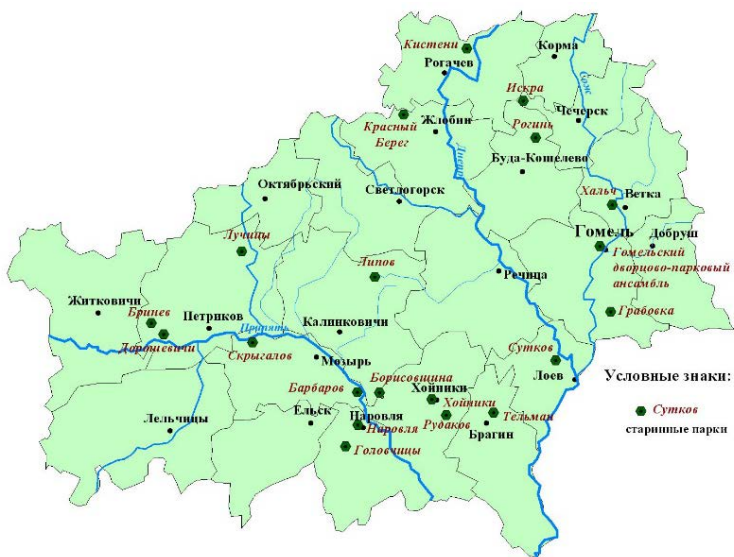 Кистени
Рогачев
Корма
Сож
Искра
Чечерск
Красный
Берег
Жлобин
Рогинь
Днепр
Буда-Кошелево
Октябрьский
Светлогорск
Хальч
Ветка
Гомель
Добруш
Гомельский
дворцово-парковый
ансамбль
Лучицы
Липов
Речица
Житковичи
Бринев
Петриков
Припять
Калинковичи
Грабовка
Дорошевичи
Скрыгалов
Мозырь
Сутков
Лоев
Условные знаки:
Барбаров
Борисовщина
Хойники
Хойники
Тельман
Сутков
старинные парки
Лельчицы
Ельск
Наровля
Наровля
Рудаков
Брагин
Головчицы